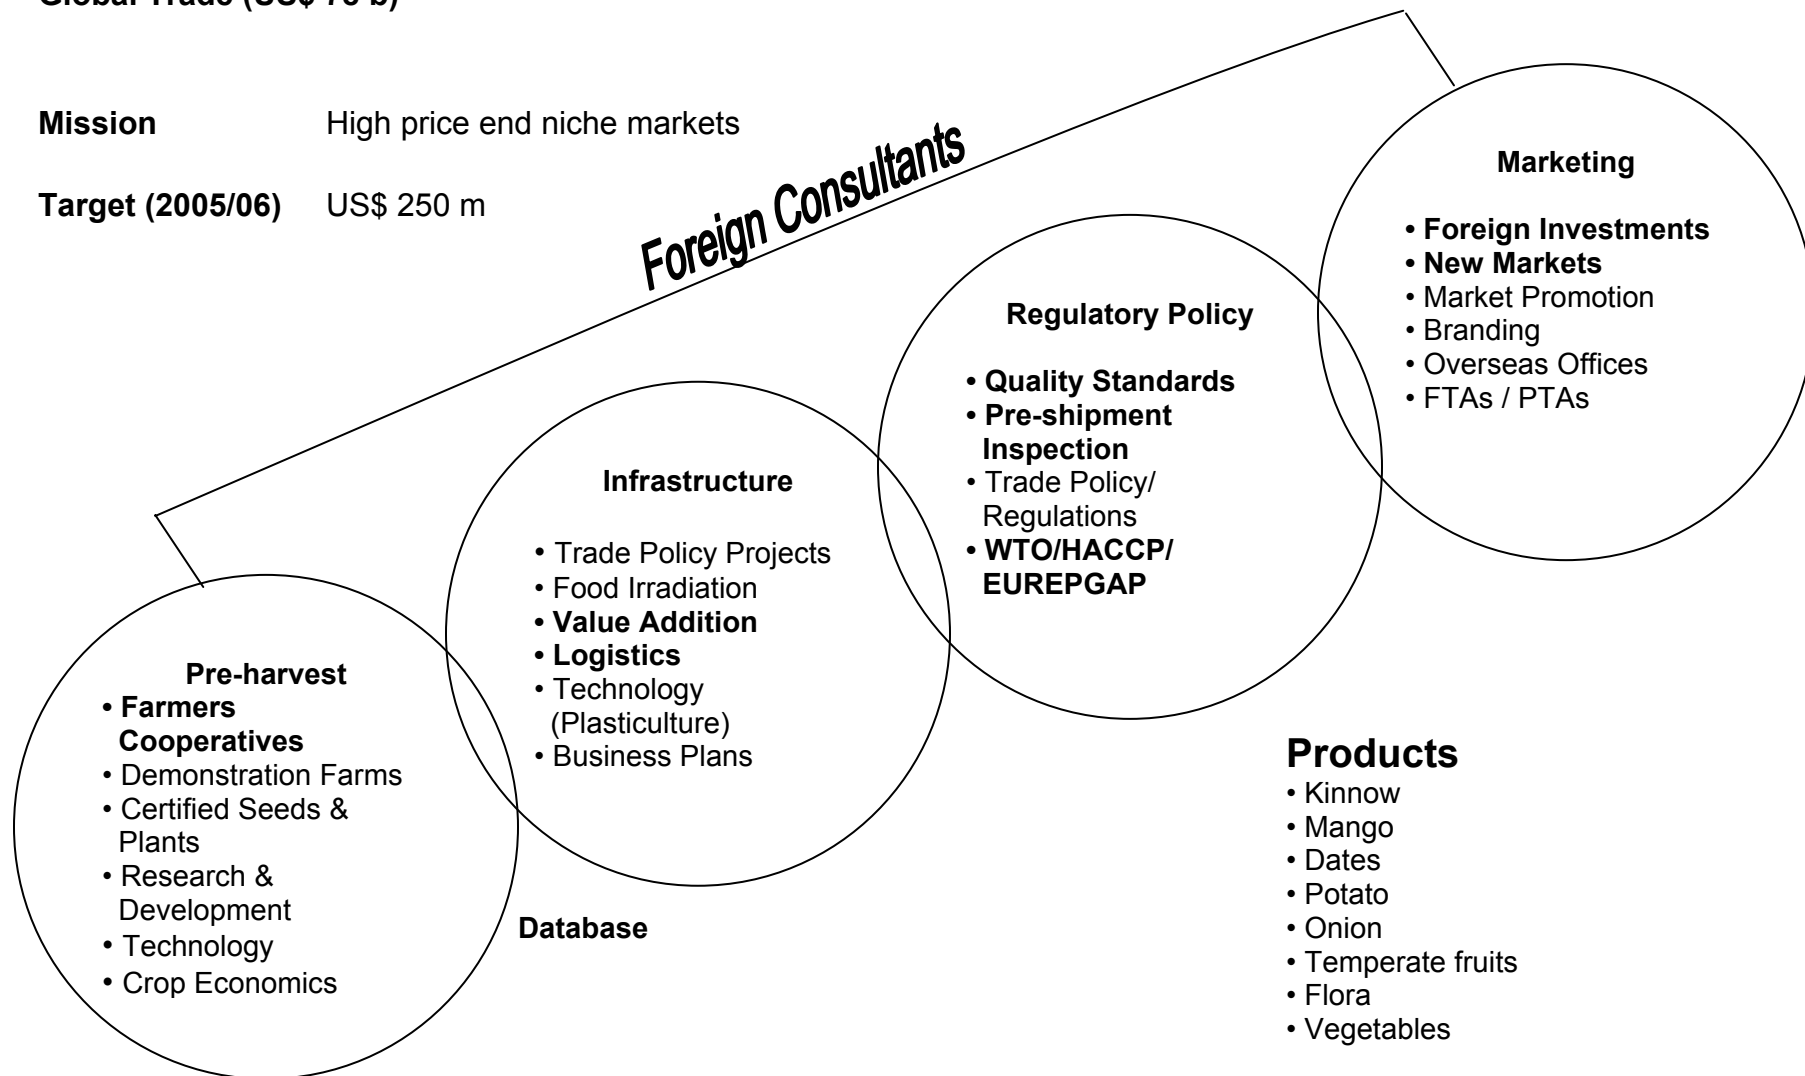 Global Trade (US$
Mission High price end niche markets
Target (2005/06) US$ 250 m
Foreign Consultants
Marketing
• Foreign Investments
• New Markets
• Market Promotion
• Branding
• Overseas Offices
• FTAs / PTAs
Regulatory Policy
• Quality Standards
• Pre-shipment
Inspection
• Trade Policy/
Regulations
• WTO/HACCP/
EUREPGAP
Infrastructure
• Trade Policy Projects
• Food Irradiation
• Value Addition
• Logistics
• Technology
(Plasticulture)
• Business Plans
Pre-harvest
• Farmers
Cooperatives
• Demonstration Farms
• Certified Seeds &
Plants
• Research &
Development
• Technology
• Crop Economics
Database
Products
• Kinnow
• Mango
• Dates
• Potato
• Onion
• Temperate fruits
• Flora
• Vegetables